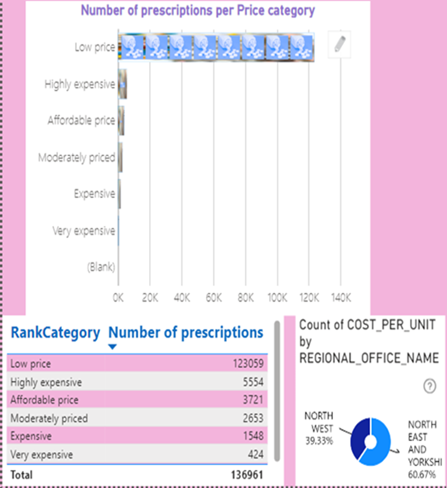 Number of prescriptions per Price category
Low price
Highly expensive
Affordable price
Moderately priced
Expensive
Very expensive
(Blank)
0K 20K 40K 60K 80K 100K 120K 140K
RankCategory Number of prescriptions
Low price 123059
Highly expensive 5554
Affordable price 3721
Moderately priced 2653
Expensive 1548
Very expensive 424
Total 136961
Count of COST_PER_UNIT
by
REGIONAL_OFFICE_NAME
?
NORTH
WEST
39.33%
NORTH
EAST
AND
YORKSHI
60.67%